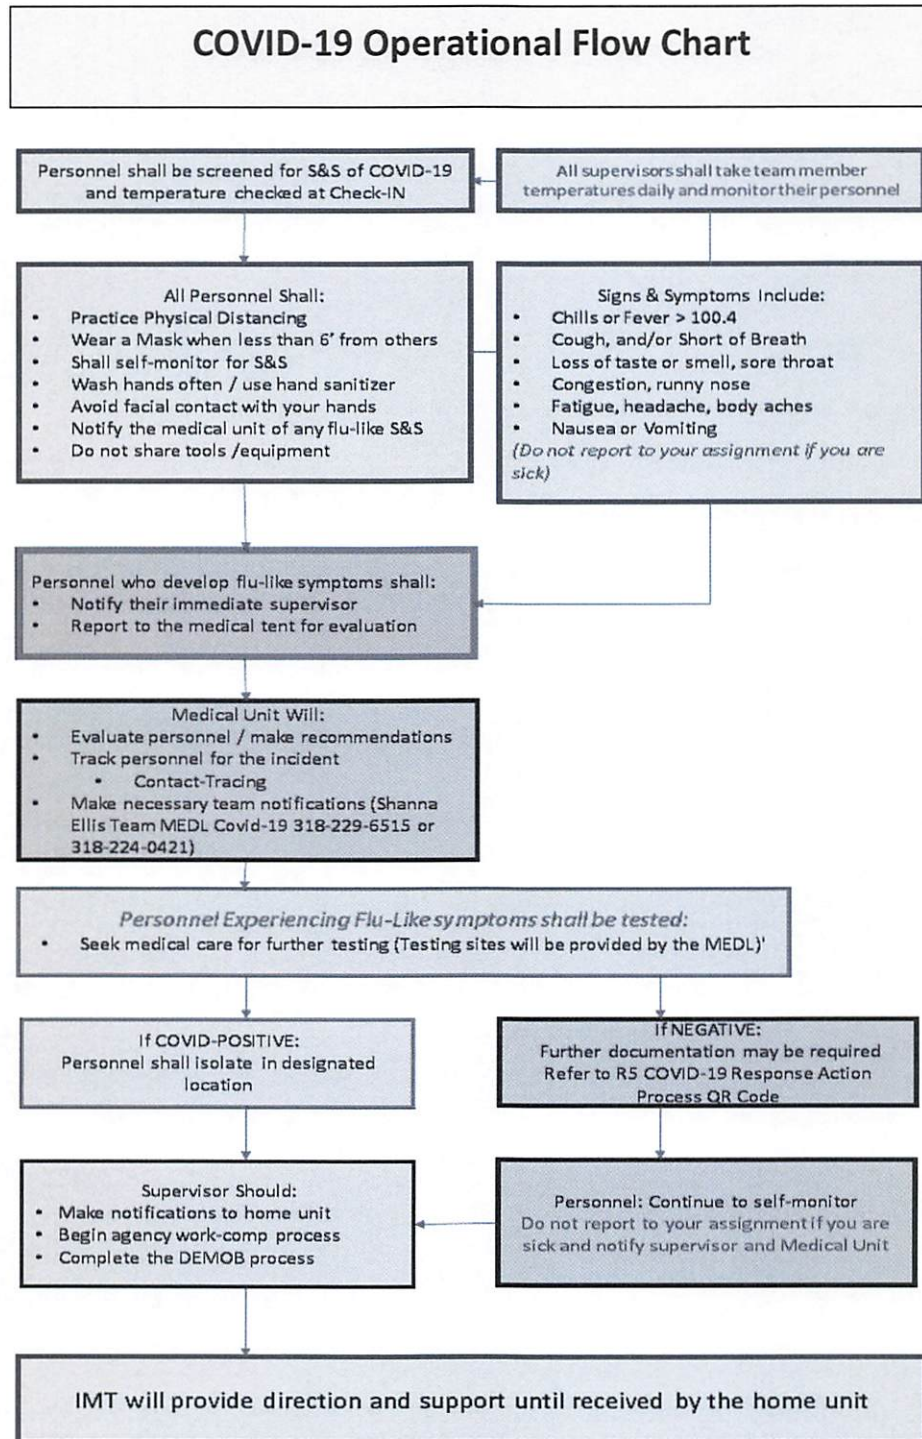 COVID-19 Operational Flow Chart
Personnel shall be screened for S&S of COVID-19
and temperature checked at Check-IN
All supervisors shall take team member
temperatures daily and monitor their personnel
All Personnel Shall:
• Practice Physical Distancing
• Wear a Mask when less than 6' from others
• Shall self-monitor for S&S
• Wash hands often / use hand sanitizer
• Avoid facial contact with your hands
• Notify the medical unit of any flu-like S&S
• Do not share tools /equipment
Signs & Symptoms Include:
• Chills or Fever > 100.4
• Cough, and/or Short of Breath
• Loss of taste or smell, sore throat
• Congestion, runny nose
• Fatigue, headache, body aches
• Nausea or Vomiting
(Do not report to your assignment if you are
sick)
Personnel who develop flu-like symptoms shall:
• Notify their immediate supervisor
• Report to the medical tent for evaluation
Medical Unit Will:
• Evaluate personnel / make recommendations
• Track personnel for the incident
• Contact-Tracing
• Make necessary team notifications (Shanna
Ellis Team MEDL Covid-19 318-229-6515 or
318-224-0421)
Personnel Experiencing Flu-Like symptoms shall be tested:
• Seek medical care for further testing (Testing sites will be provided by the MEDL)'
If COVID-POSITIVE:
Personnel shall isolate in designated
location
If NEGATIVE:
Further documentation may be required
Refer to R5 COVID-19 Response Action
Process QR Code
Supervisor Should:
• Make notifications to home unit
• Begin agency work-comp process
• Complete the DEMOB process
Personnel: Continue to self-monitor
Do not report to your assignment if you are
sick and notify supervisor and Medical Unit
IMT will provide direction and support until received by the home unit